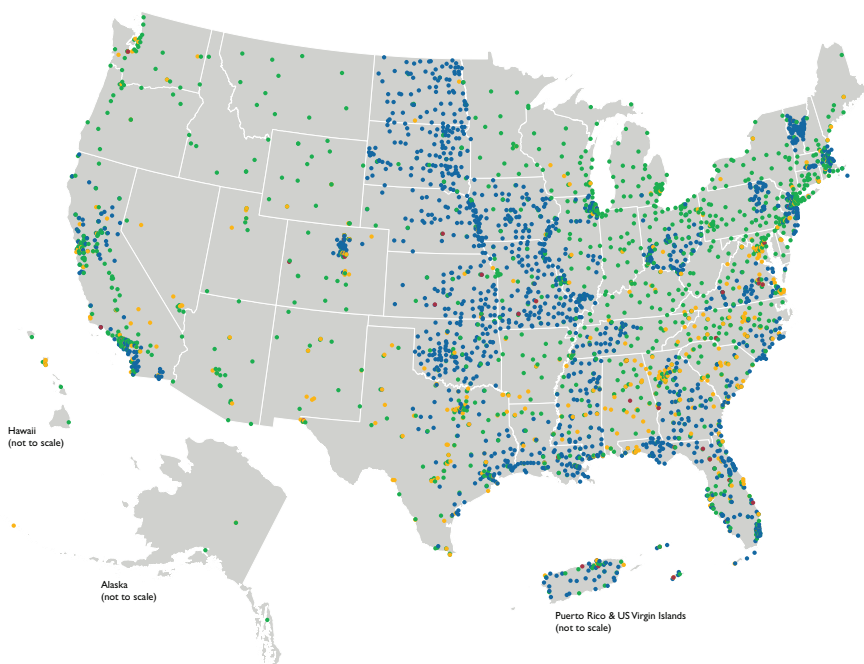 Hawaii
(not to scale)
Alaska
(not to scale)
Puerto Rico & US Virgin Islands
(not to scale)